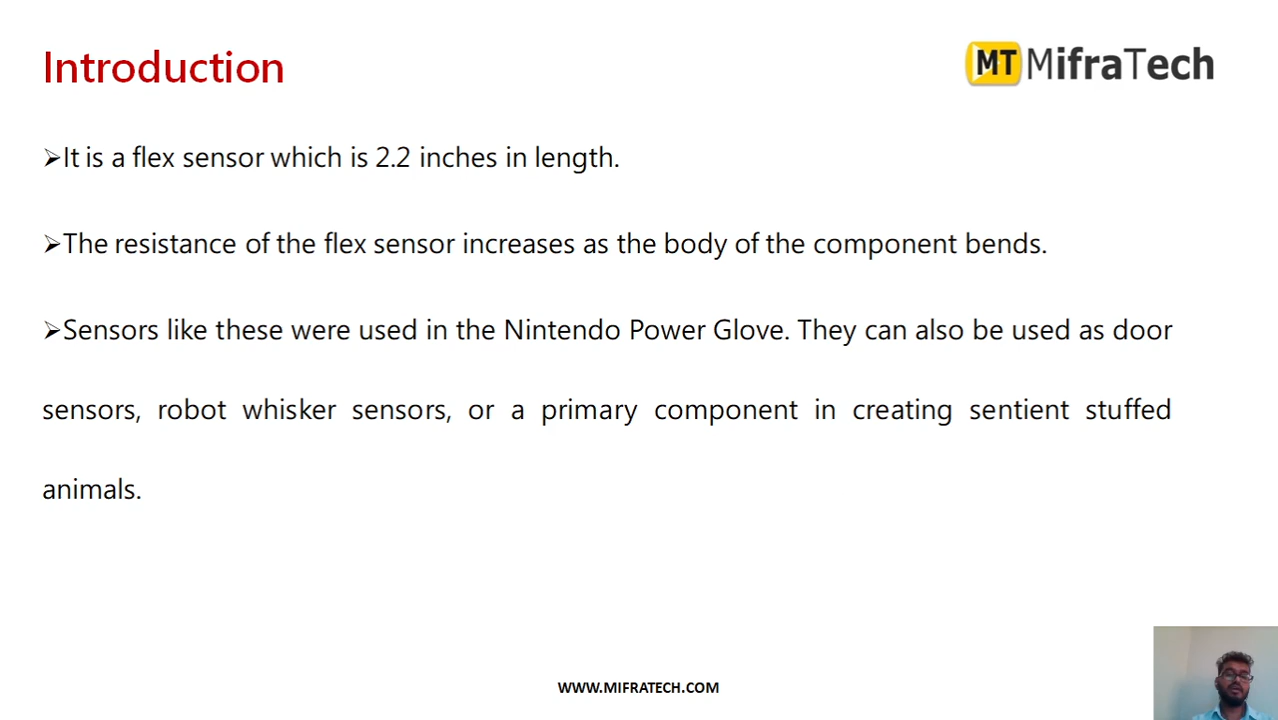 Introduction
MT MifraTech
➢It is a flex sensor which is 2.2 inches in length.
➢The resistance of the flex sensor increases as the body of the component bends.
➢Sensors like these were used in the Nintendo Power Glove. They can also be used as door
sensors, robot whisker sensors, or a primary component in creating sentient stuffed
animals.
WWW.MIFRATECH.COM